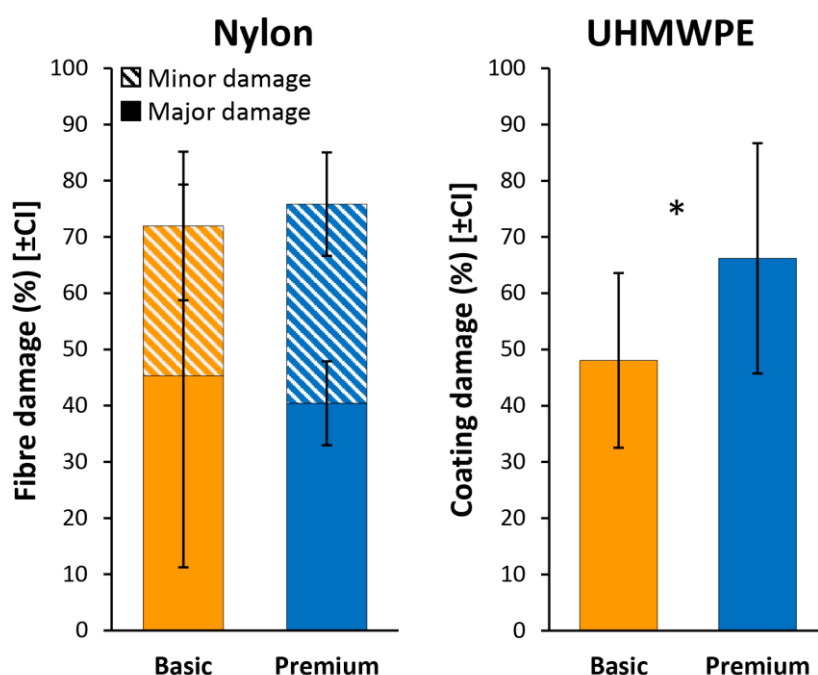 Nylon
Minor damage
Major damage
Fibre damage (%) [±CI]
100
90
80
70
60
50
40
30
20
10
0
Basic Premium
UHMWPE
Coating damage (%) [±CI]
100
90
80
70
60
50
40
30
20
10
0
*
Basic Premium